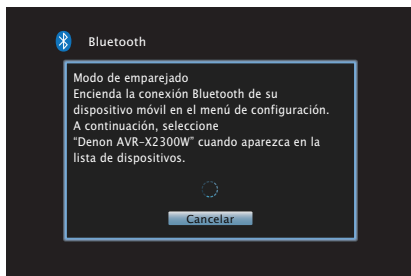 Bluetooth
Modo de emparejado
Encienda la conexión Bluetooth de su
dispositivo móvil en el menú de configuración.
A continuación, seleccione
“Denon AVR-X2300W” cuando aparezca en la
lista de dispositivos.
Cancelar